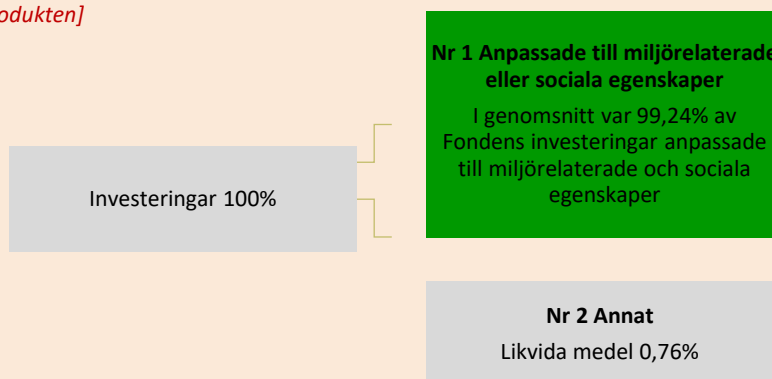 odukten]
Nr 1 Anpassade till miljörelaterade
eller sociala egenskaper
I genomsnitt var 99,24% av
Fondens investeringar anpassade
till miljörelaterade och sociala
egenskaper
Investeringar 100%
Nr 2 Annat
Likvida medel 0,76%